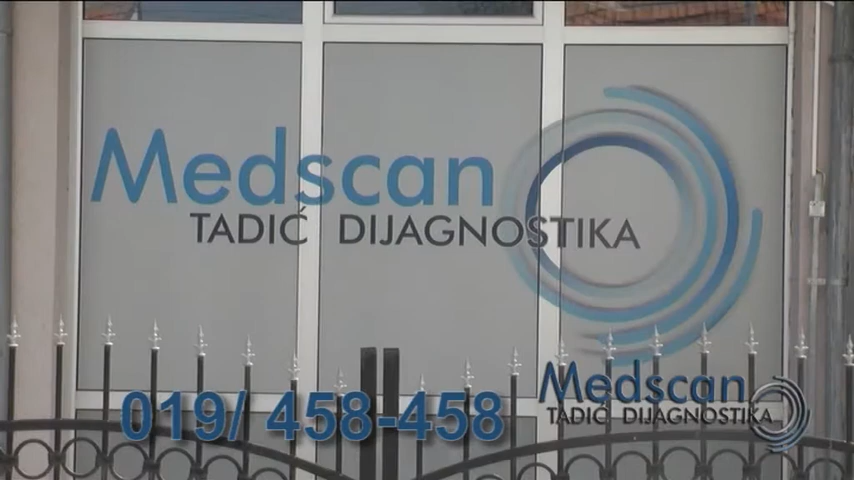 Medscan
TADIĆ DIJAGNOSTIKA
019/ 458-458
Medscan
TADIĆ DIJAGNOSTIKA